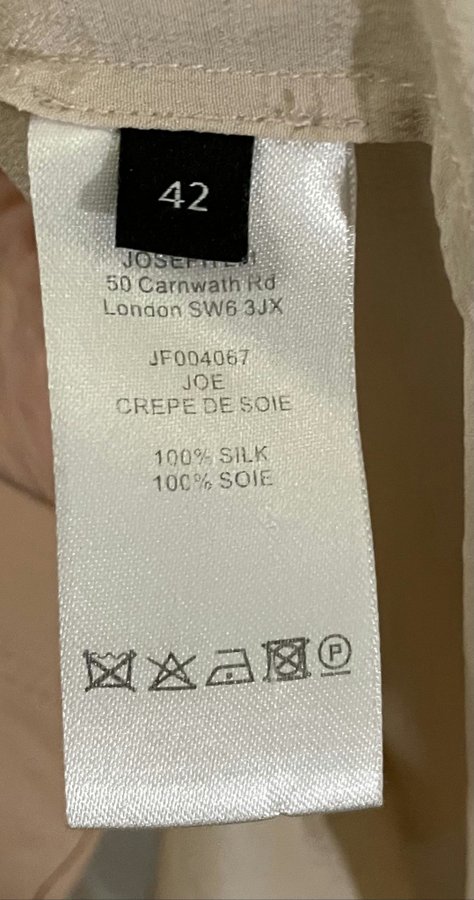 42
50 Carnwath Rd
London SW6 3JX
JF004067
JOE
CREPE DE SOIE
100% SILK
100% SOIE
P